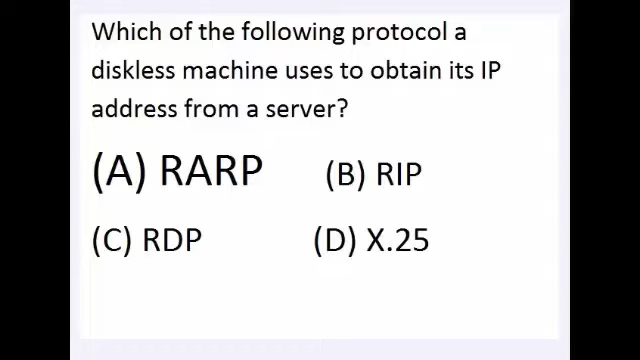 Which of the following protocol a
diskless machine uses to obtain its IP
address from a server?
(A) RARP (B) RIP
(C) RDP (D) X.25